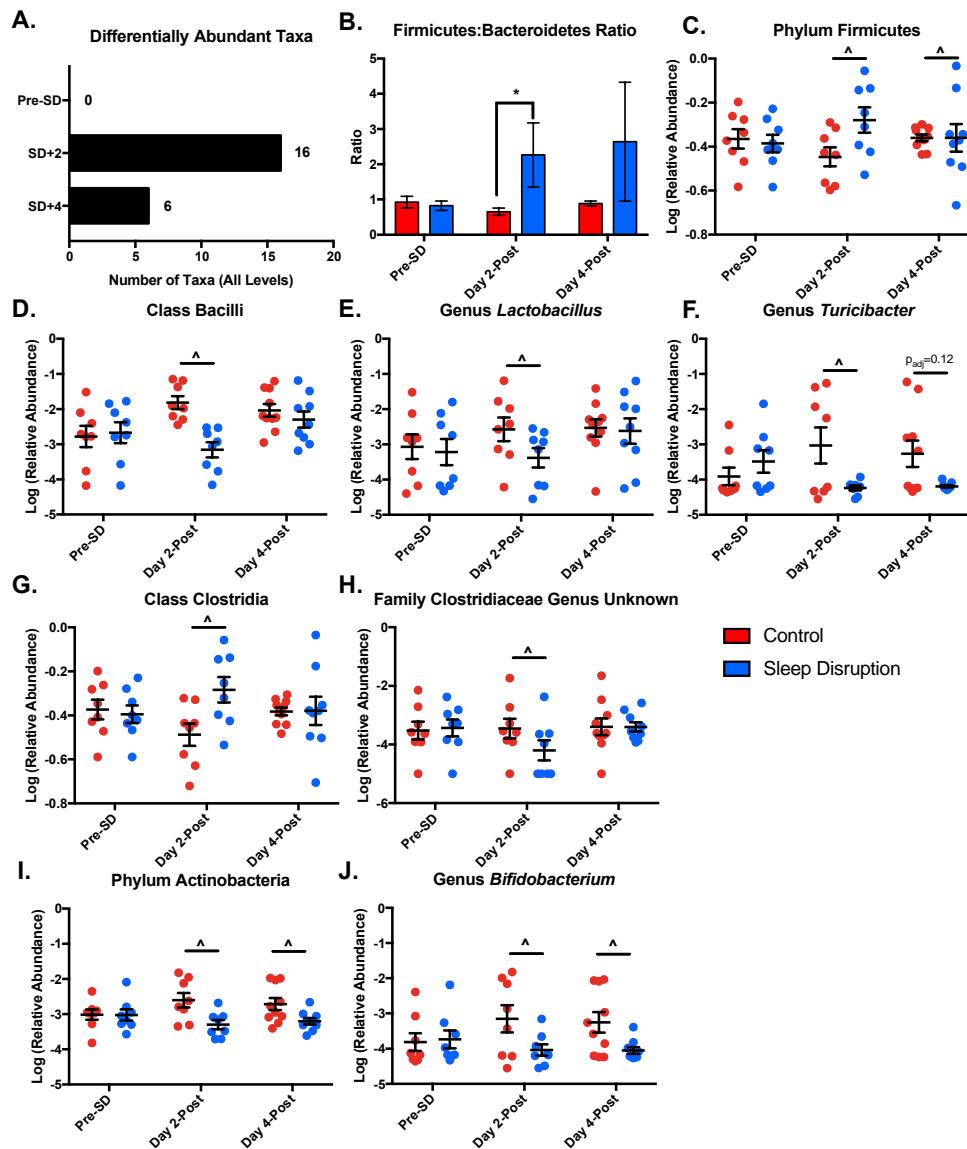 A.
Differentially Abundant Taxa
Pre-SD
0
SD+2
16
SD+4
6
0
5
10
15
20
Number of Taxa (All Levels)
B.
Firmicutes:Bacteroidetes Ratio
Ratio
6
4
2
0
*
Pre-SD
Day 2-Post
Day 4-Post
C.
Phylum Firmicutes
Log (Relative Abundance)
0.0
-0.2
-0.4
-0.6
-0.8
^
^
Pre-SD
Day 2-Post
Day 4-Post
D.
Class Bacilli
Log (Relative Abundance)
0
-1
-2
-3
-4
-5
^
Pre-SD
Day 2-Post
Day 4-Post
E.
Genus Lactobacillus
Log (Relative Abundance)
0
-1
-2
-3
-4
-5
^
Pre-SD
Day 2-Post
Day 4-Post
F.
Genus Turicibacter
Log (Relative Abundance)
0
-1
-2
-3
-4
-5
^
padj=0.12
Pre-SD
Day 2-Post
Day 4-Post
G.
Class Clostridia
Log (Relative Abundance)
0.0
-0.2
-0.4
-0.6
-0.8
^
Pre-SD
Day 2-Post
Day 4-Post
H.
Family Clostridiaceae Genus Unknown
Log (Relative Abundance)
0
-2
-4
-6
^
Pre-SD
Day 2-Post
Day 4-Post
Control
Sleep Disruption
I.
Phylum Actinobacteria
Log (Relative Abundance)
0
-1
-2
-3
-4
-5
^
^
Pre-SD
Day 2-Post
Day 4-Post
J.
Genus Bifidobacterium
Log (Relative Abundance)
0
-1
-2
-3
-4
-5
^
^
Pre-SD
Day 2-Post
Day 4-Post